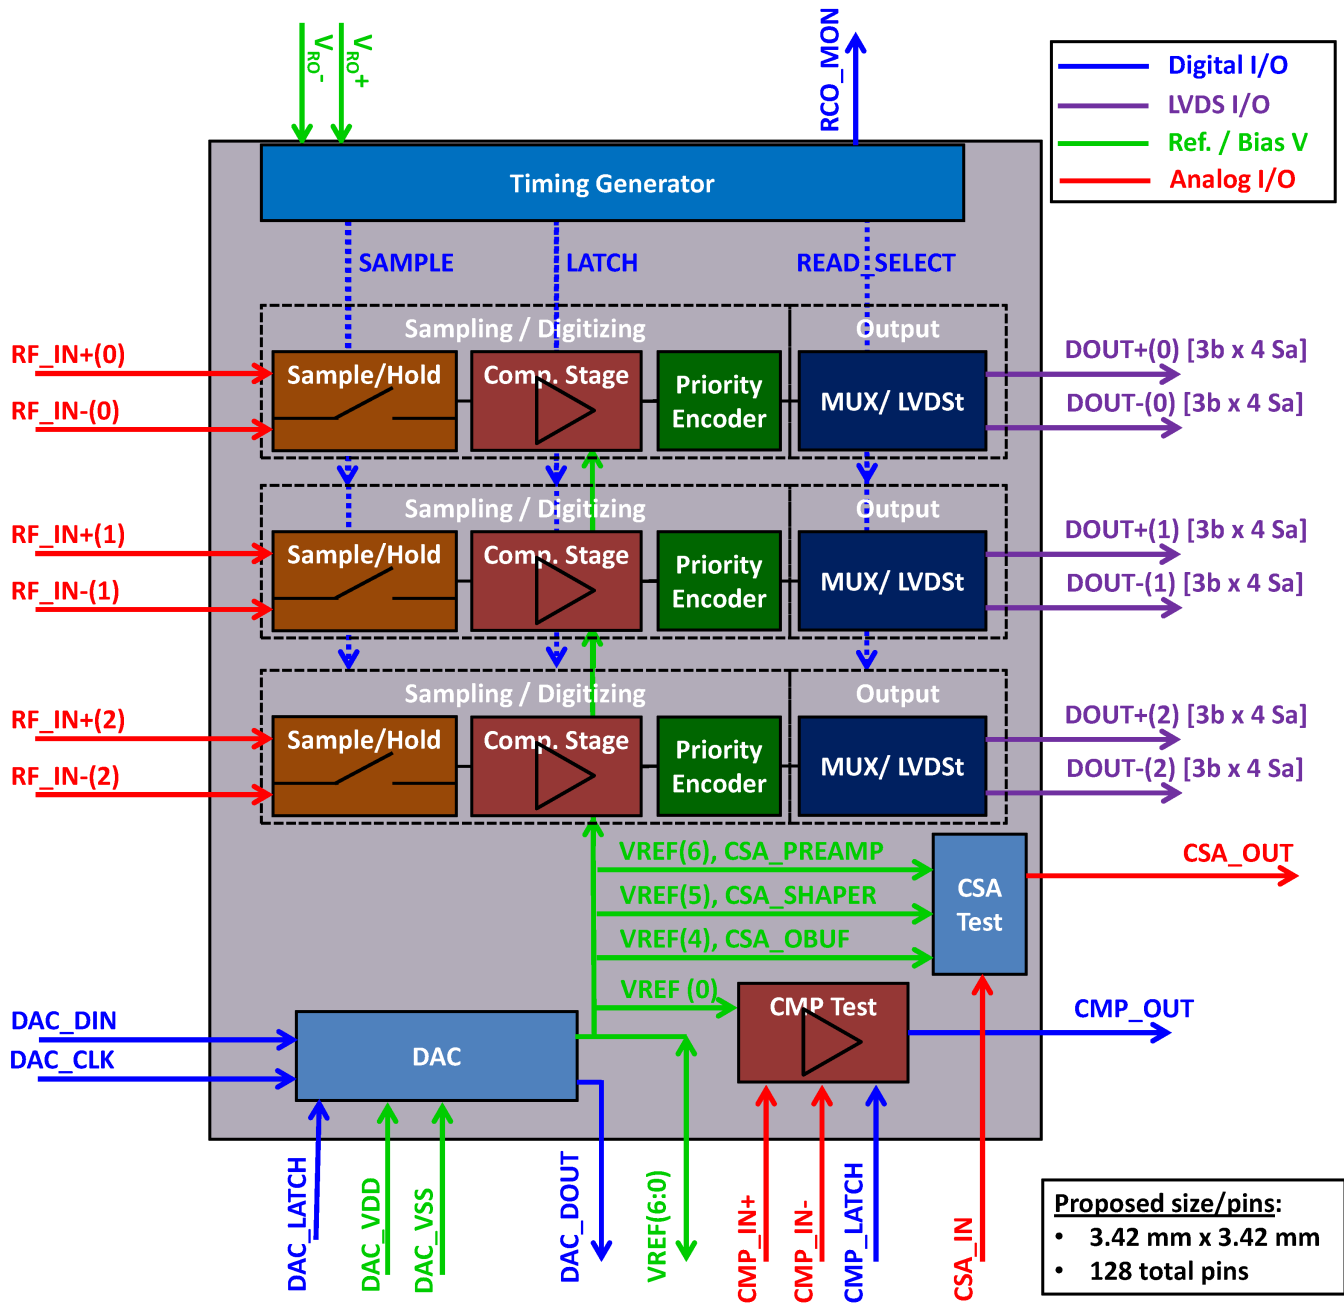 V_RO-
V_RO+
RCO_MON
Digital I/O
LVDS I/O
Ref. / Bias V
Analog I/O
Timing Generator
SAMPLE
LATCH
READ_SELECT
Sampling / Digitizing
Output
RF_IN+(0)
RF_IN-(0)
Sample/Hold
Comp. Stage
Priority
Encoder
MUX/ LVDSt
DOUT+(0) [3b x 4 Sa]
DOUT-(0) [3b x 4 Sa]
Sampling / Digitizing
Output
RF_IN+(1)
RF_IN-(1)
Sample/Hold
Comp. Stage
Priority
Encoder
MUX/ LVDSt
DOUT+(1) [3b x 4 Sa]
DOUT-(1) [3b x 4 Sa]
Sampling / Digitizing
Output
RF_IN+(2)
RF_IN-(2)
Sample/Hold
Comp. Stage
Priority
Encoder
MUX/ LVDSt
DOUT+(2) [3b x 4 Sa]
DOUT-(2) [3b x 4 Sa]
VREF(6), CSA_PREAMP
VREF(5), CSA_SHAPER
VREF(4), CSA_OBUF
VREF (0)
CSA
Test
CSA_OUT
CMP Test
CMP_OUT
DAC_DIN
DAC_CLK
DAC
DAC_LATCH
DAC_VDD
DAC_VSS
DAC_DOUT
VREF(6:0)
CMP_IN+
CMP_IN-
CMP_LATCH
CSA_IN
Proposed size/pins:
• 3.42 mm x 3.42 mm
• 128 total pins